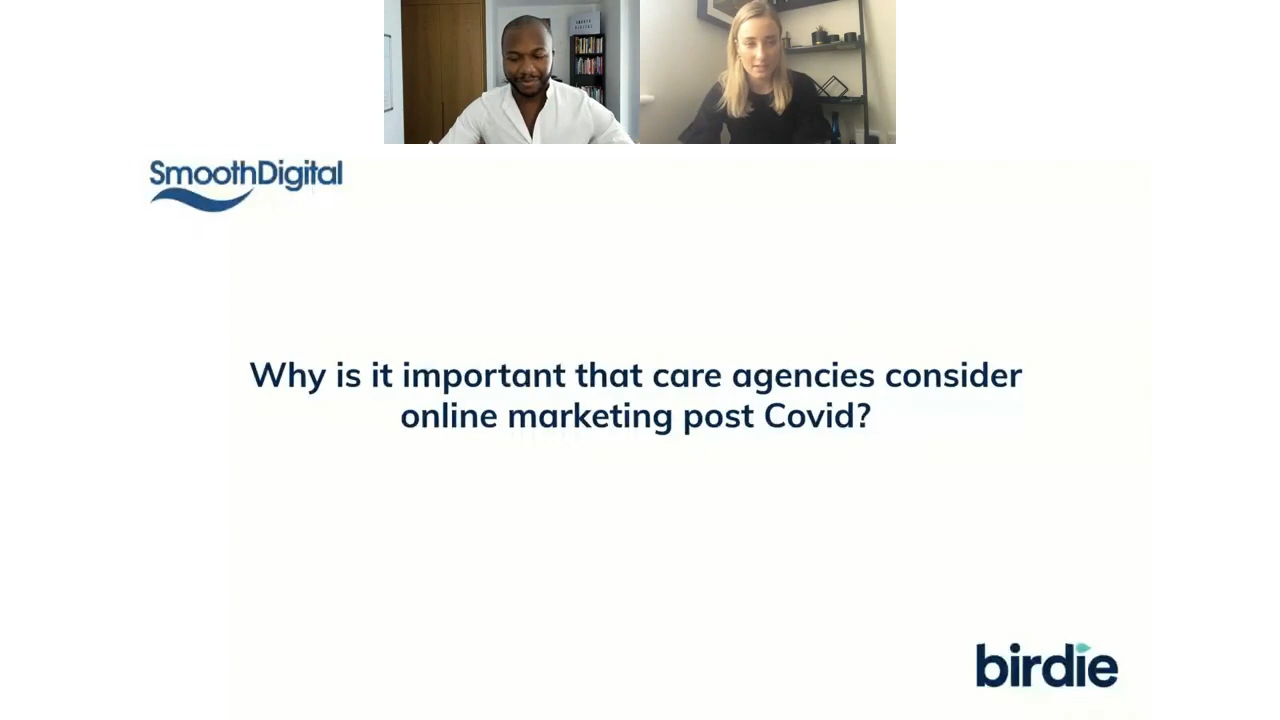 SmoothDigital
Why is it important that care agencies consider
online marketing post Covid?
birdie